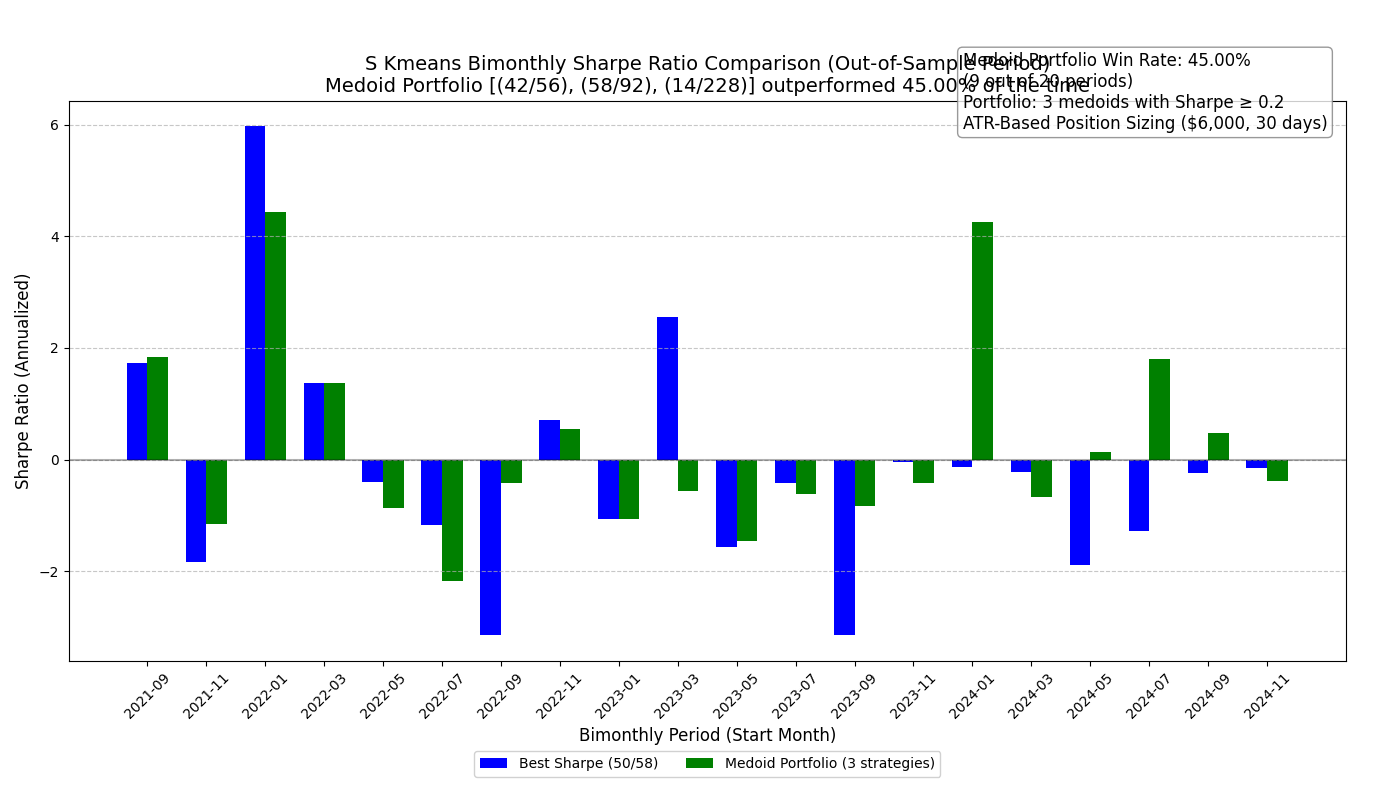 S Kmeans Bimonthly Sharpe Ratio Comparison (Out-of-Sample Period)
Medoid Portfolio [(42/56), (58/92), (14/228)] outperformed 45.00% of the time
Medoid Portfolio Win Rate: 45.00%
(9 out of 20 periods)
Portfolio: 3 medoids with Sharpe ≥ 0.2
ATR-Based Position Sizing ($6,000, 30 days)
Sharpe Ratio (Annualized)
6
4
2
0
−2
2021-09
2021-11
2022-01
2022-03
2022-05
2022-07
2022-09
2022-11
2023-01
2023-03
2023-05
2023-07
2023-09
2023-11
2024-01
2024-03
2024-05
2024-07
2024-09
2024-11
Bimonthly Period (Start Month)
Best Sharpe (50/58)
Medoid Portfolio (3 strategies)